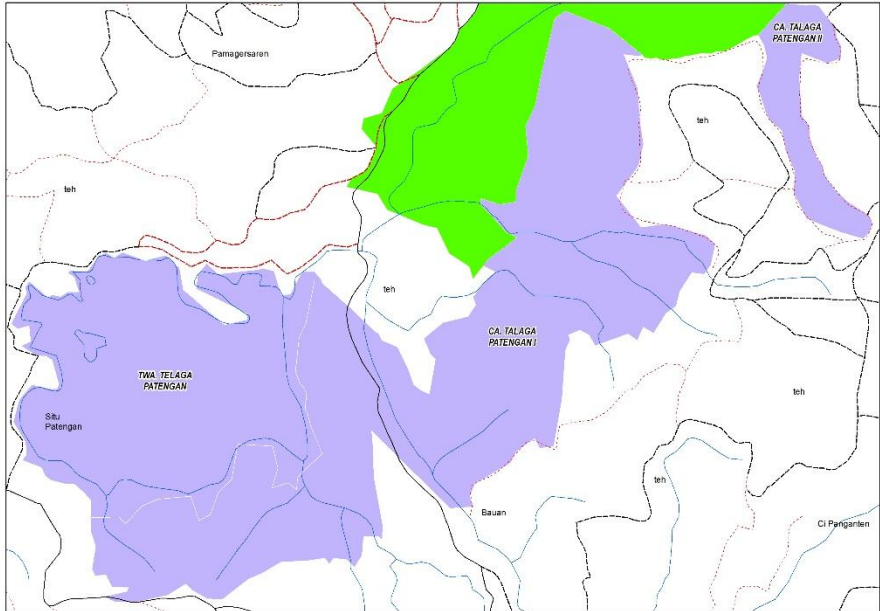 CA. TALAGA
PATENGAN II
Pamagersaren
teh
teh
teh
CA. TALAGA
PATENGAN I
TWA. TELAGA
PATENGAN
teh
Situ
Patengan
teh
Bauan
Ci Panganten